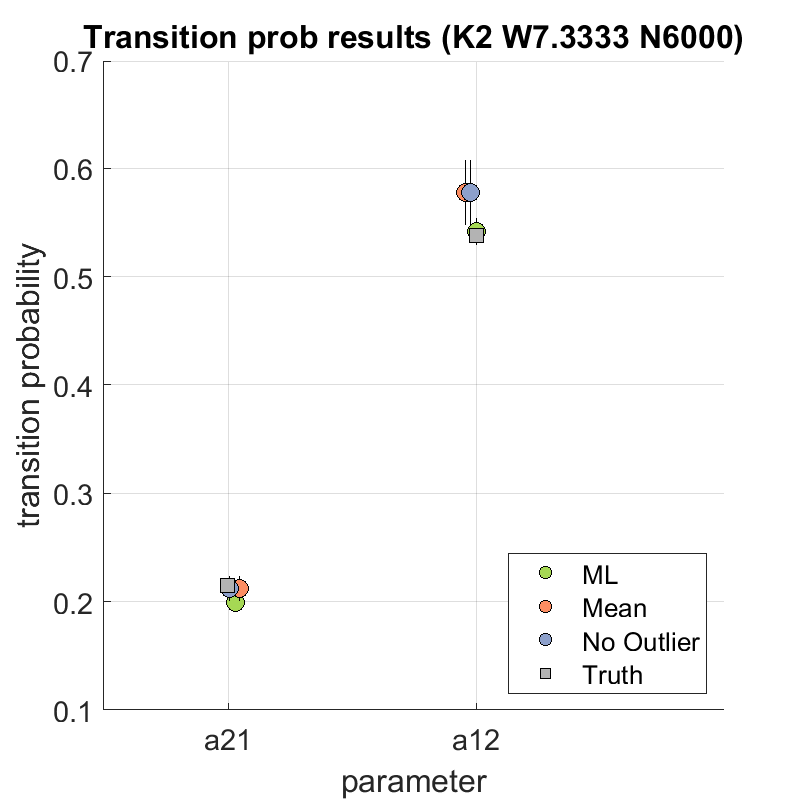 Transition prob results (K2 W7.3333 N6000)
0.7
0.6
0.5
0.4
0.3
0.2
0.1
transition probability
a21
a12
parameter
ML
Mean
No Outlier
Truth